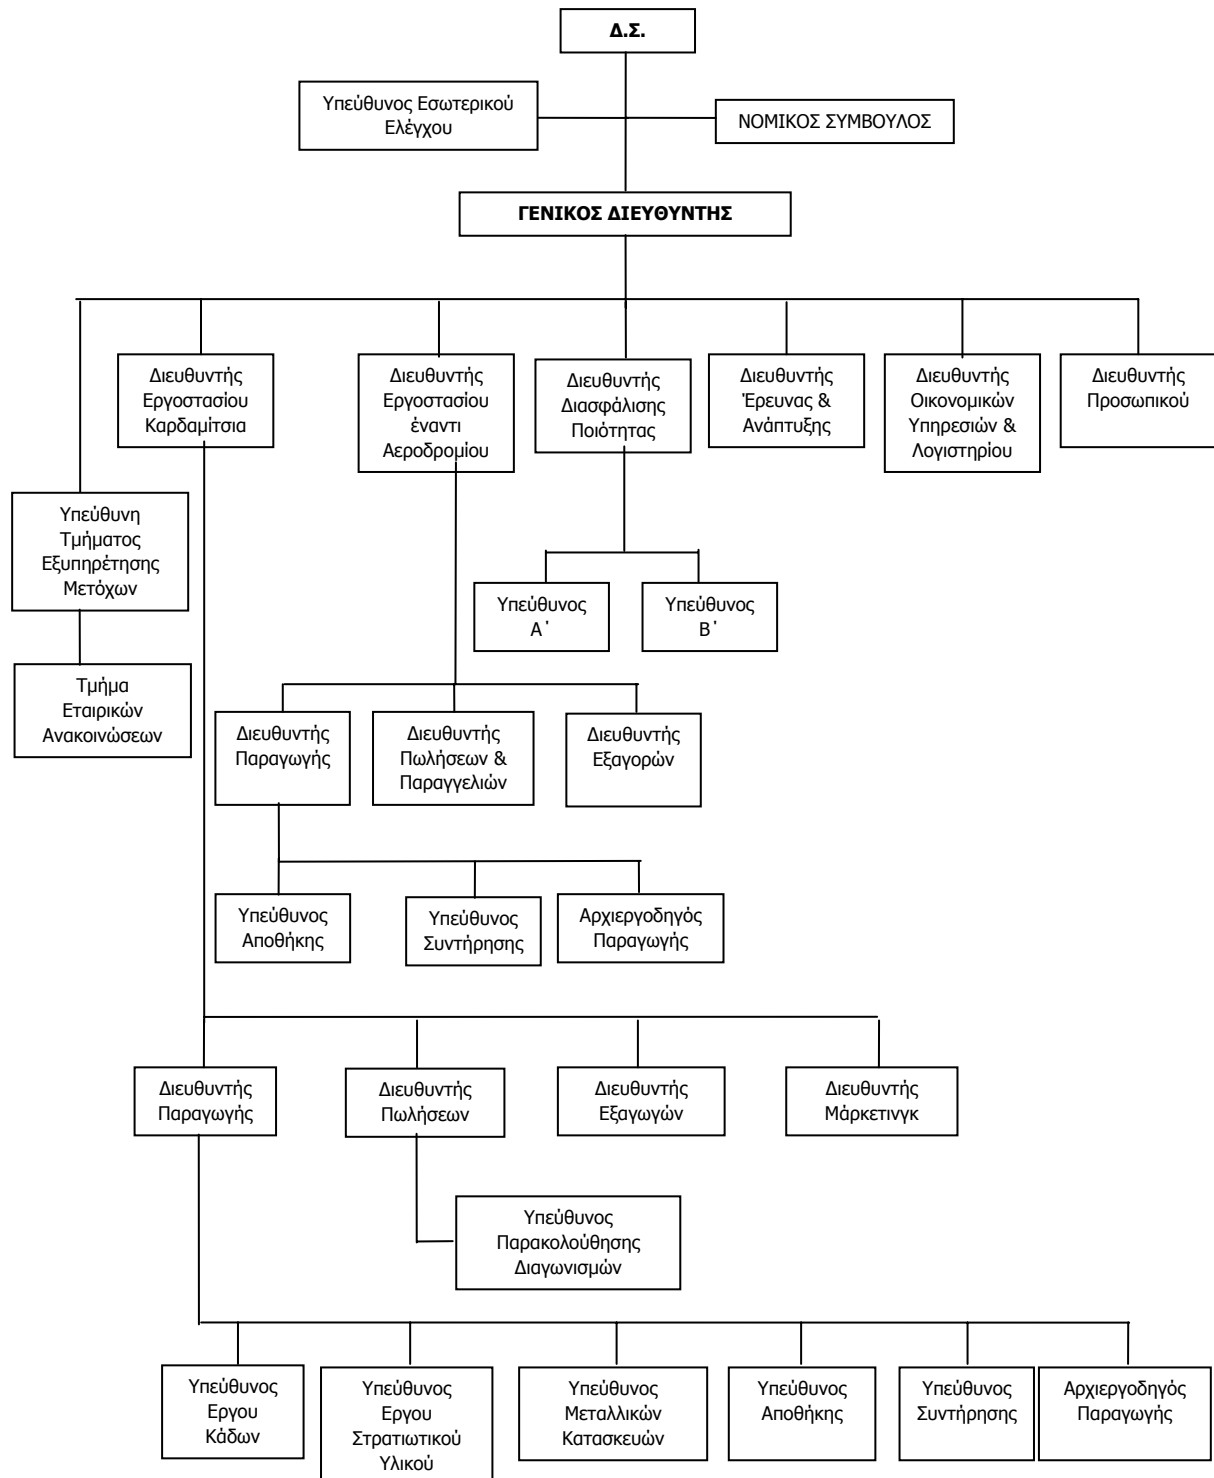 Δ.Σ.
Υπεύθυνος Εσωτερικού
Ελέγχου
ΝΟΜΙΚΟΣ ΣΥΜΒΟΥΛΟΣ
ΓΕΝΙΚΟΣ ΔΙΕΥΘΥΝΤΗΣ
Διευθυντής
Εργοστασίου
Καρδαμίτσια
Διευθυντής
Εργοστασίου
έναντι
Αεροδρομίου
Διευθυντής
Διασφάλισης
Ποιότητας
Διευθυντής
Έρευνας &
Ανάπτυξης
Διευθυντής
Οικονομικών
Υπηρεσιών &
Λογιστηρίου
Διευθυντής
Προσωπικού
Υπεύθυνη
Τμήματος
Εξυπηρέτησης
Μετόχων
Υπεύθυνος
Α΄
Υπεύθυνος
Β΄
Τμήμα
Εταιρικών
Ανακοινώσεων
Διευθυντής
Παραγωγής
Διευθυντής
Πωλήσεων &
Παραγγελιών
Διευθυντής
Εξαγορών
Υπεύθυνος
Αποθήκης
Υπεύθυνος
Συντήρησης
Αρχιεργοδηγός
Παραγωγής
Διευθυντής
Παραγωγής
Διευθυντής
Πωλήσεων
Διευθυντής
Εξαγωγών
Διευθυντής
Μάρκετινγκ
Υπεύθυνος
Παρακολούθησης
Διαγωνισμών
Υπεύθυνος
Εργου
Κάδων
Υπεύθυνος
Εργου
Στρατιωτικού
Υλικού
Υπεύθυνος
Μεταλλικών
Κατασκευών
Υπεύθυνος
Αποθήκης
Υπεύθυνος
Συντήρησης
Αρχιεργοδηγός
Παραγωγής